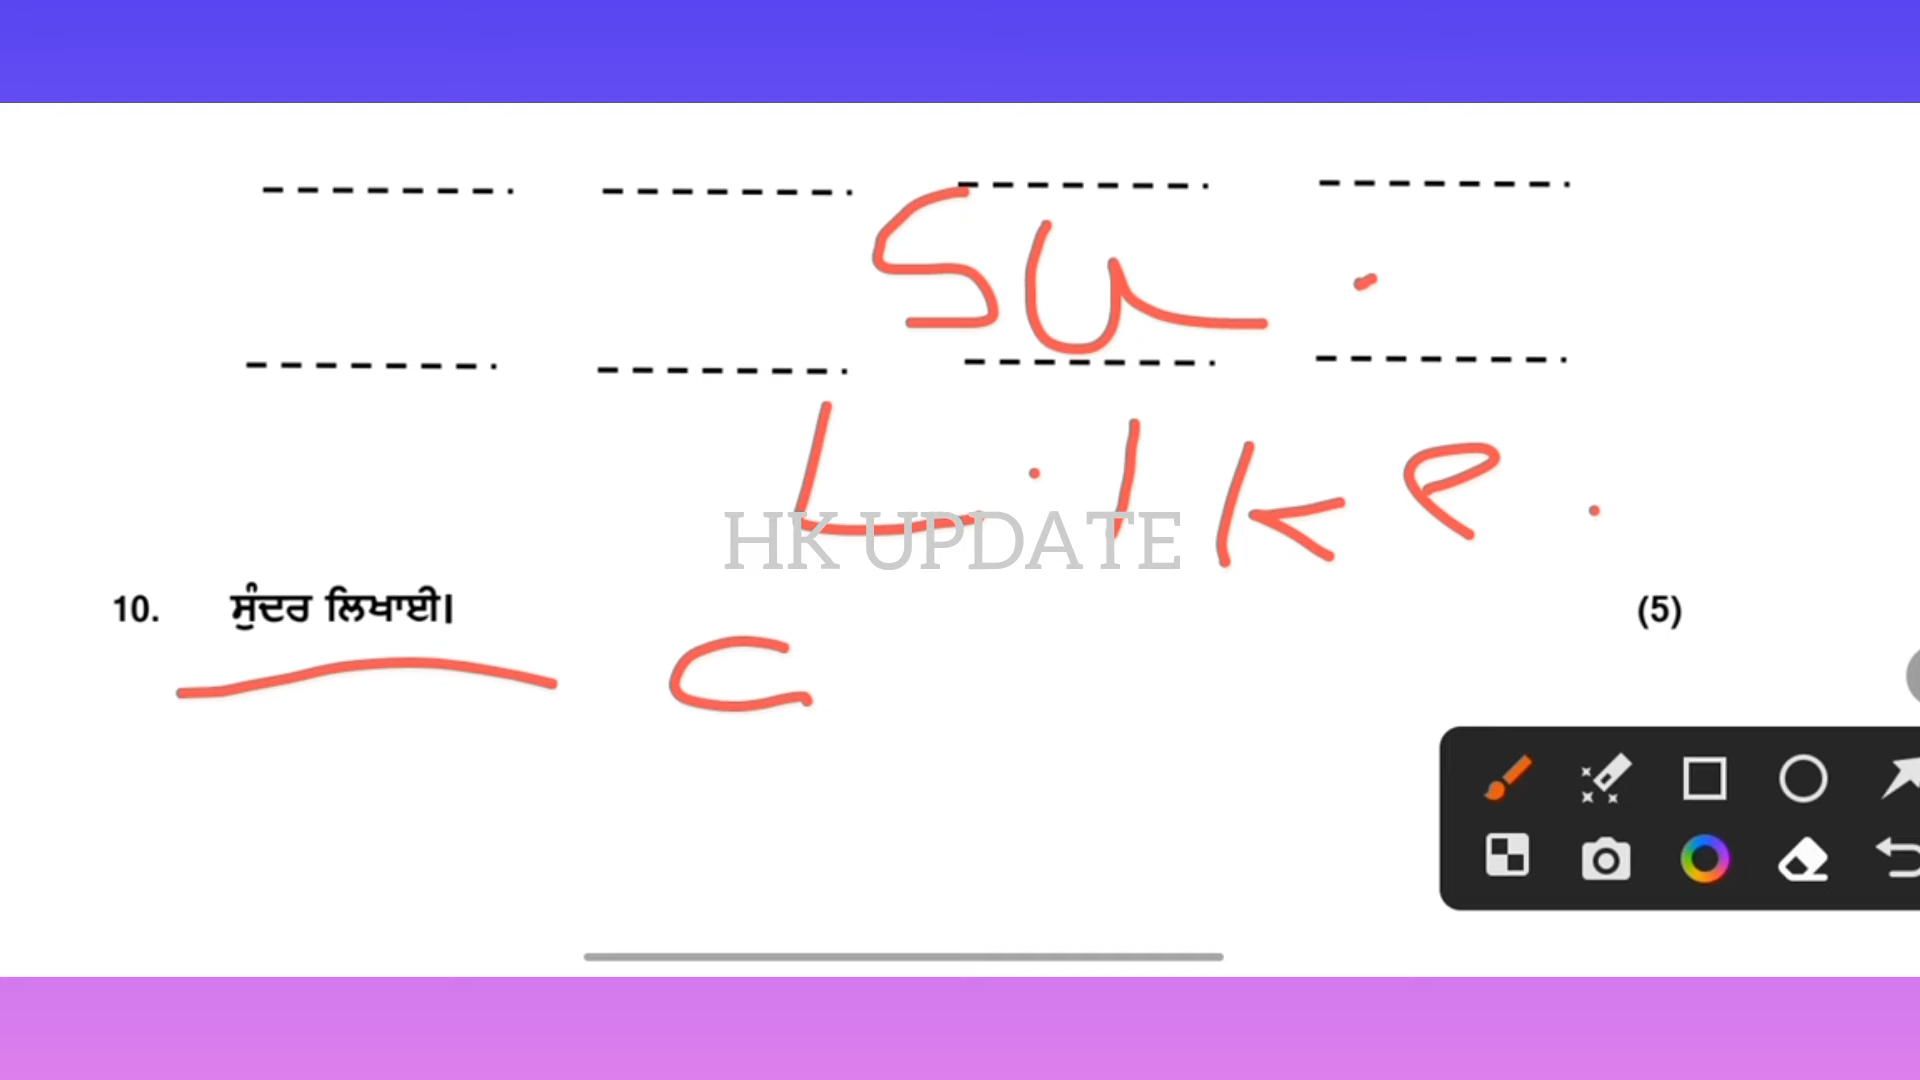 Su .
Like .
HK UPDATE
10. ਸੁੰਦਰ ਲਿਖਾਈ। (5)
C